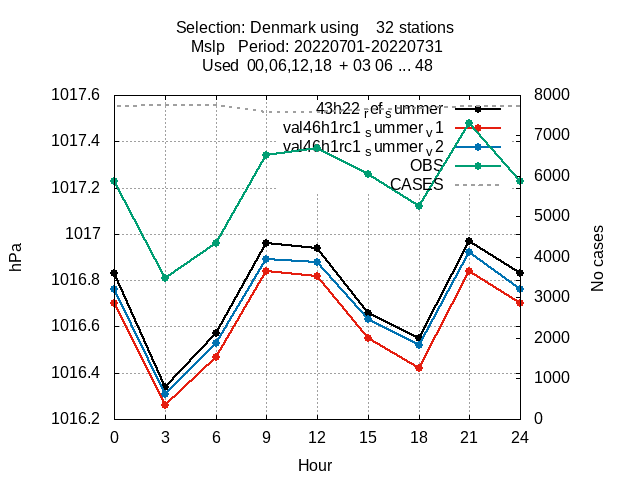 Selection: Denmark using    32 stations
Mslp   Period: 20220701-20220731
Used  00,06,12,18  + 03 06 ... 48
1017.6
1017.4
1017.2
1017
1016.8
1016.6
1016.4
1016.2
8000
7000
6000
5000
4000
3000
2000
1000
0
43h22_ref_summer
val46h1rc1_summer_v1
val46h1rc1_summer_v2
OBS
CASES
hPa
No cases
0 3 6 9 12 15 18 21 24
Hour